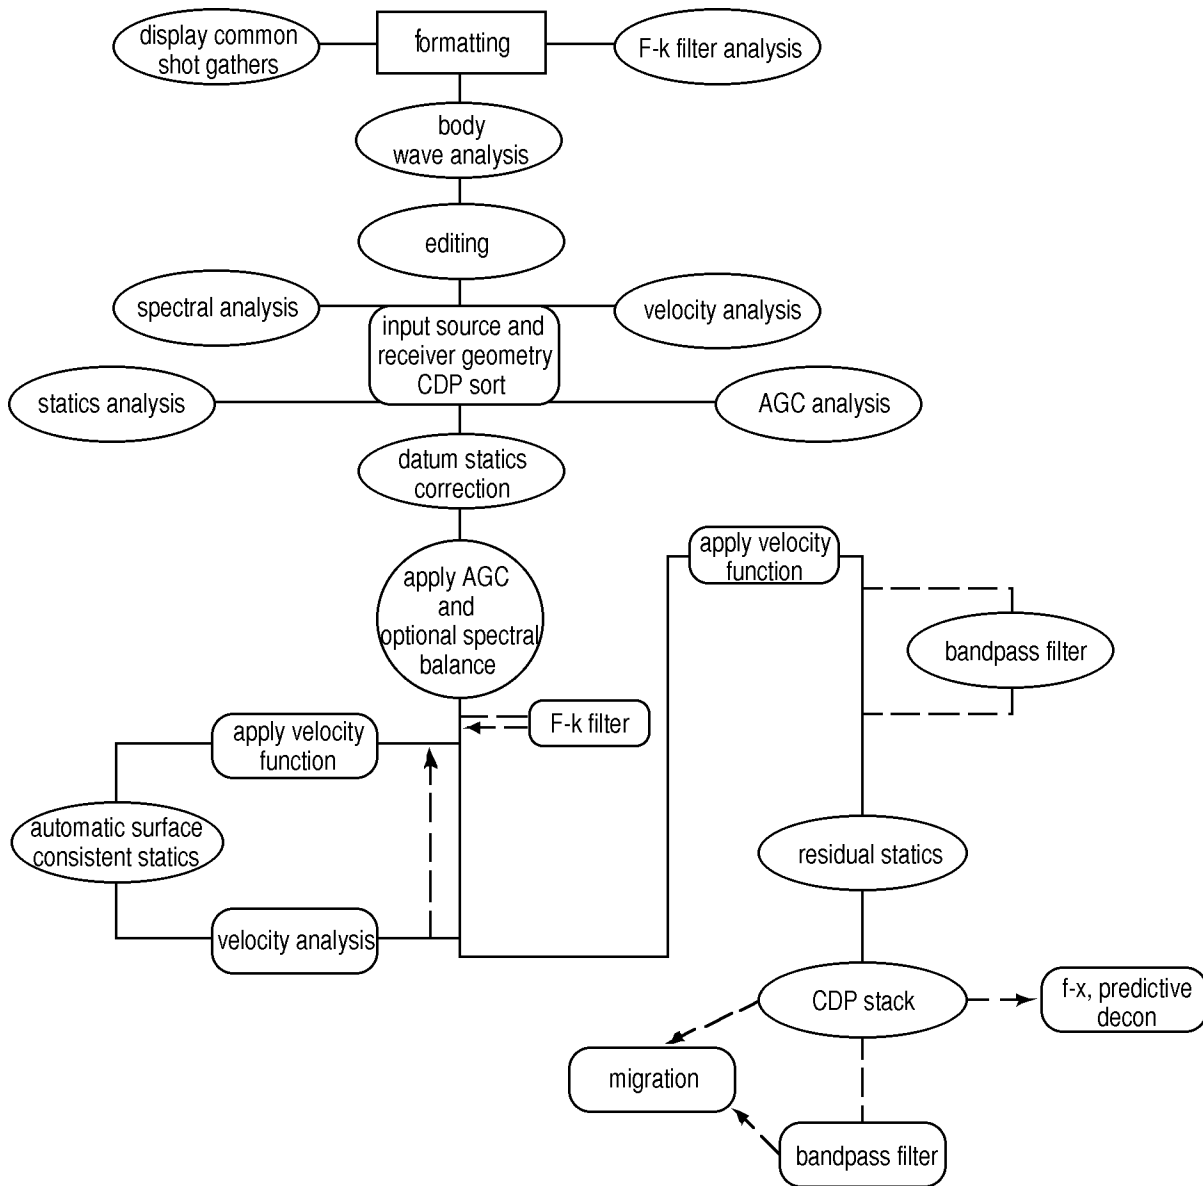 display common
shot gathers
formatting
F-k filter analysis
body
wave analysis
editing
spectral analysis
velocity analysis
input source and
receiver geometry
CDP sort
statics analysis
AGC analysis
datum statics
correction
apply AGC
and
optional spectral
balance
F-k filter
apply velocity
function
automatic surface
consistent statics
velocity analysis
apply velocity
function
bandpass filter
residual statics
CDP stack
f-x, predictive
decon
migration
bandpass filter